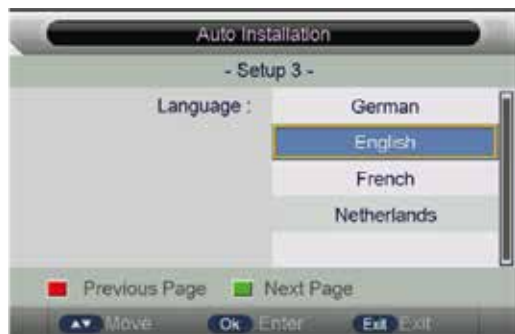 Auto Installation
- Setup 3 -
Language :
German
English
French
Netherlands
Previous Page Next Page
▲▼ Move Ok Enter Exit Exit